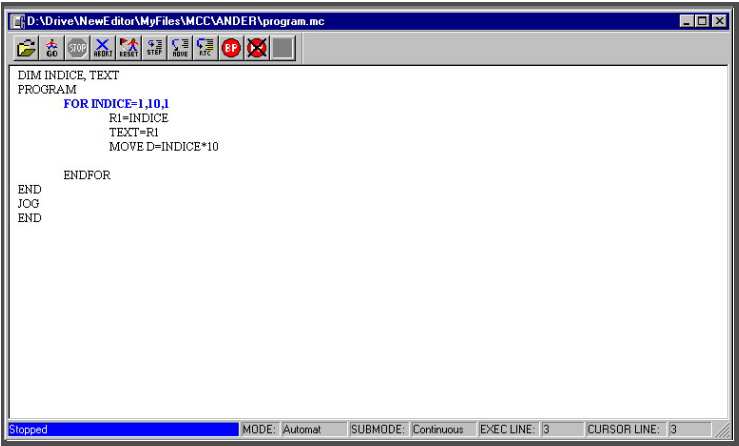 D:\Drive\NewEditor\MyFiles\MCC\ANDER\program.mc
GO STOP ABORT RESET STEP MOVE RTC BP
DIM INDICE, TEXT
PROGRAM
FOR INDICE=1,10,1
R1=INDICE
TEXT=R1
MOVE D=INDICE*10
ENDFOR
END
JOG
END
Stopped MODE: Automat SUBMODE: Continuous EXEC LINE: 3 CURSOR LINE: 3